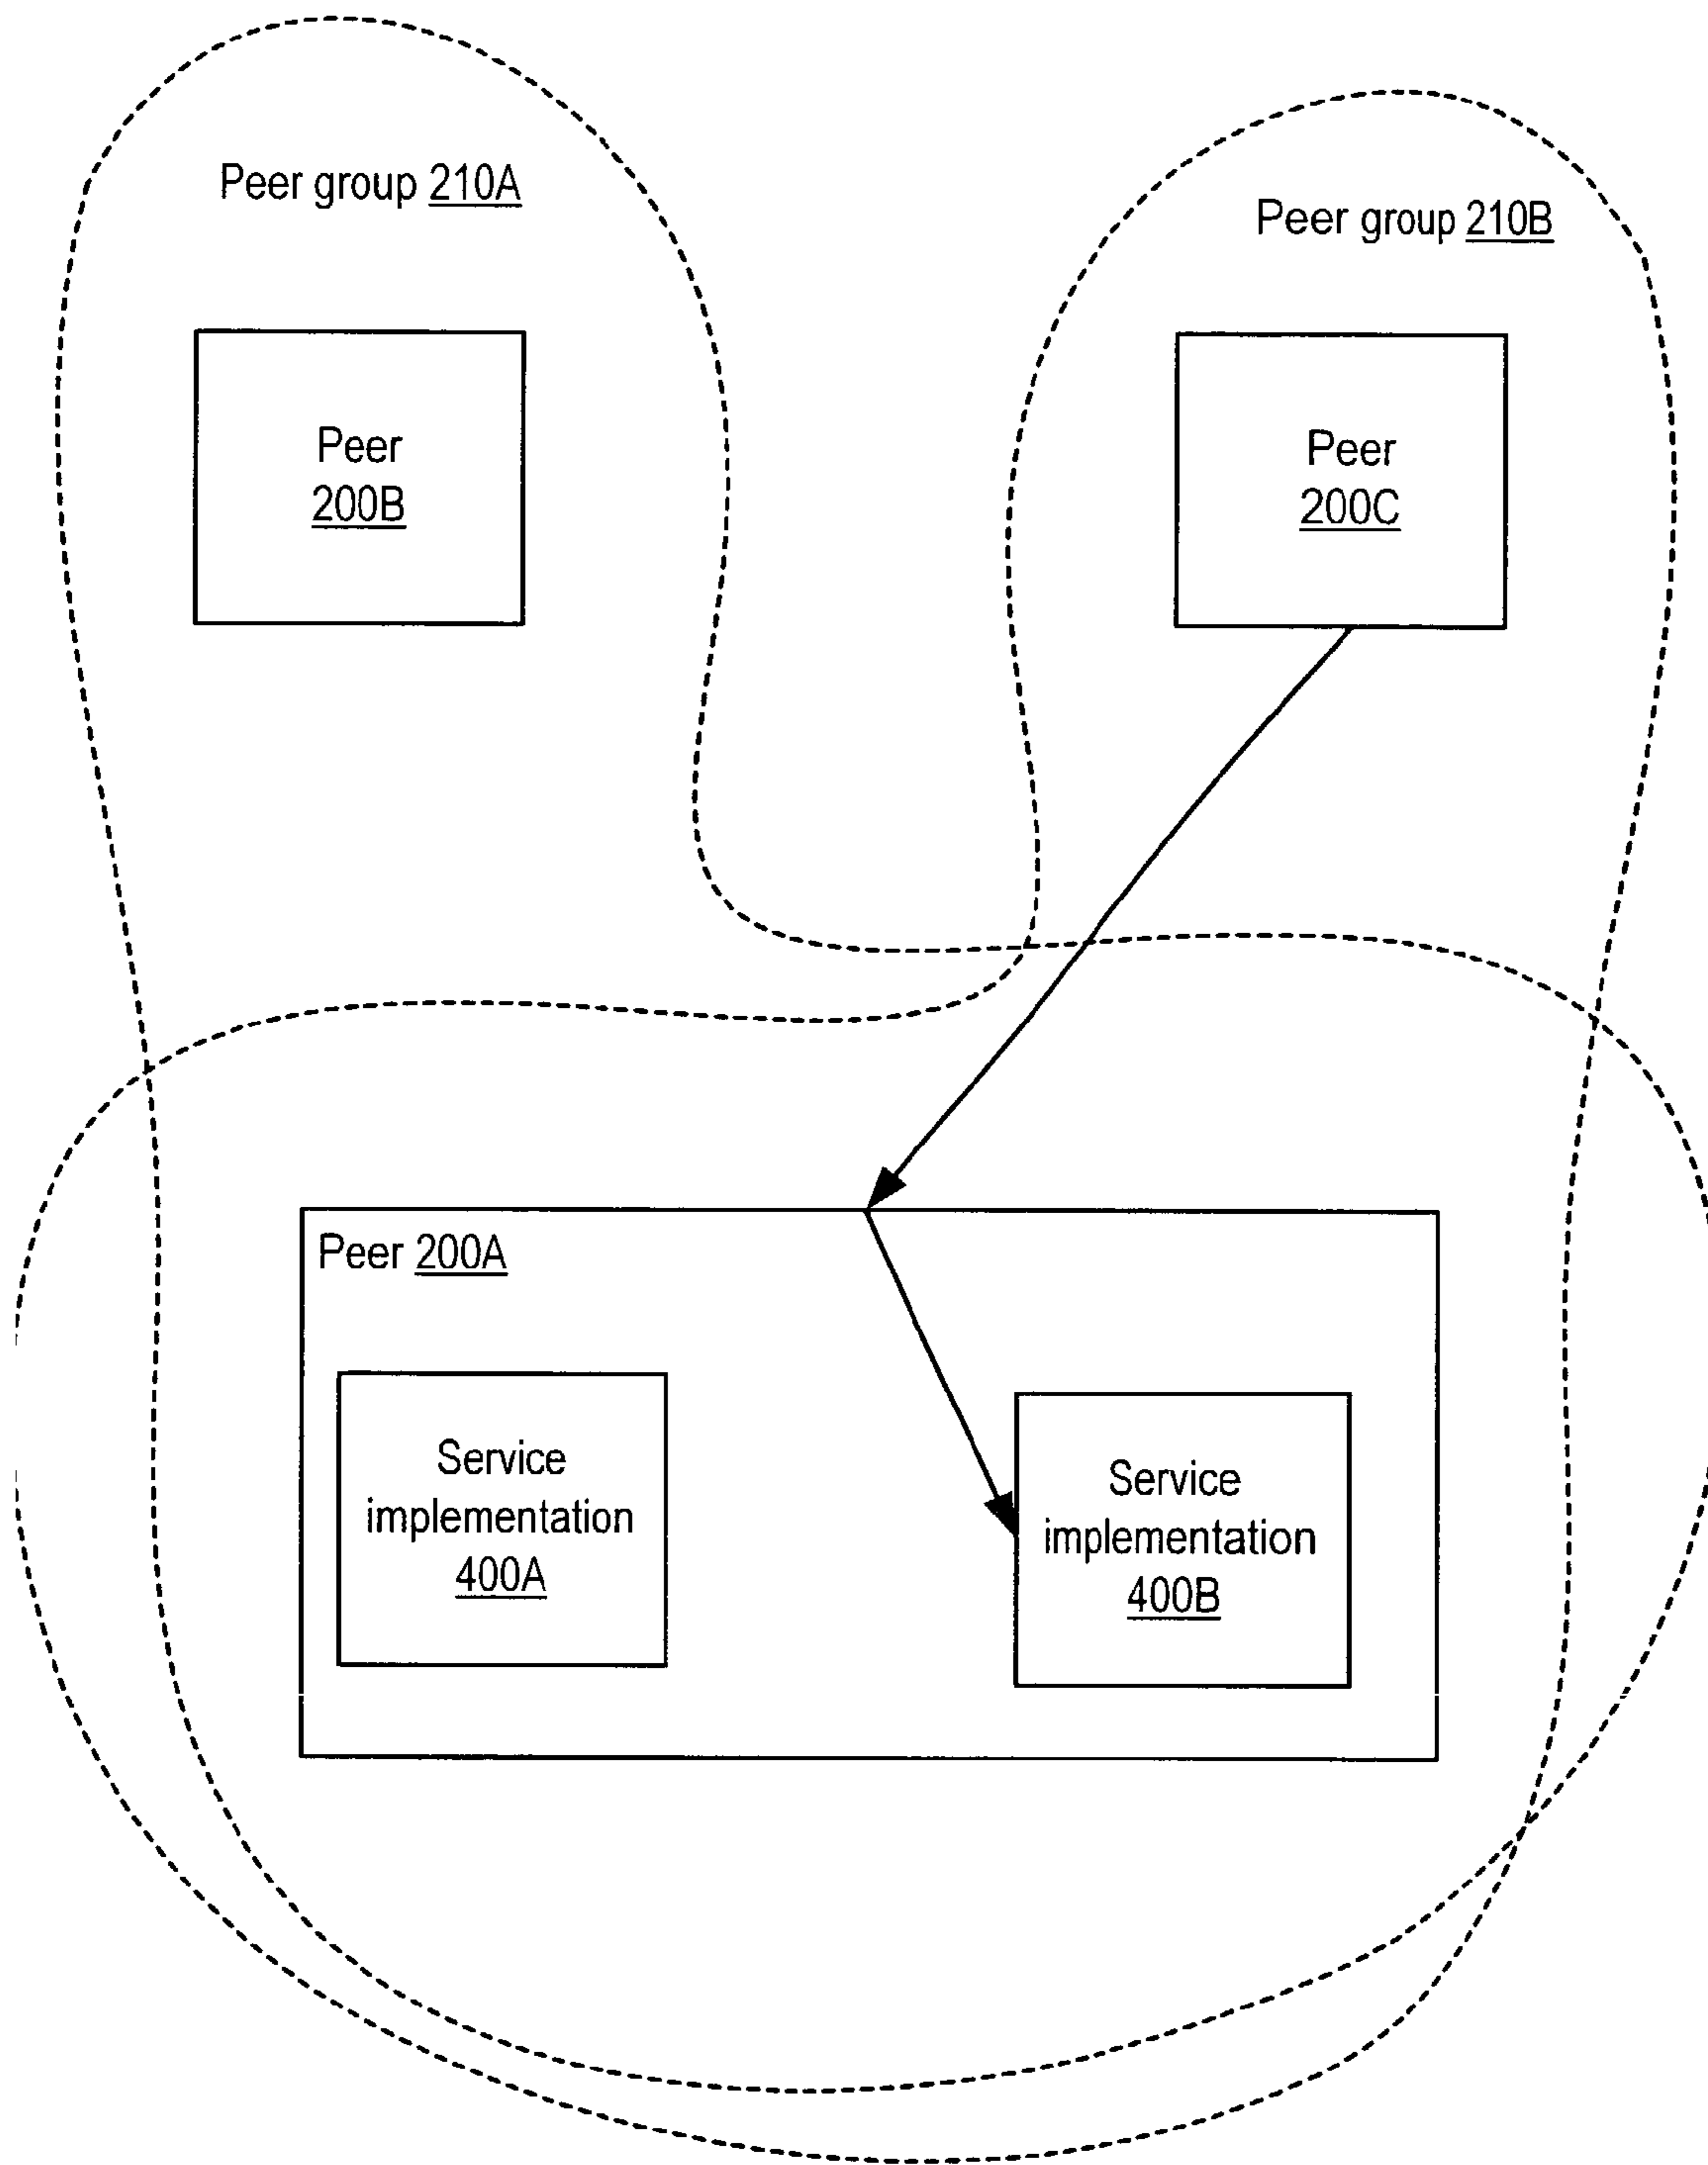 Peer group 210A
Peer group 210B
Peer
200B
Peer
200C
Peer 200A
Service
implementation
400A
Service
implementation
400B